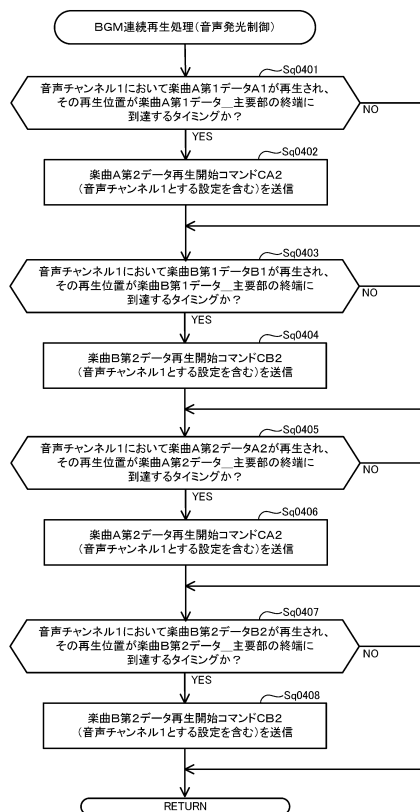 BGM連続再生処理(音声発光制御)
Sq0401
音声チャンネル1において楽曲A第1データA1が再生され、
その再生位置が楽曲A第1データ__主要部の終端に
到達するタイミングか?
NO
YES
Sq0402
楽曲A第2データ再生開始コマンドCA2
(音声チャンネル1とする設定を含む)を送信
Sq0403
音声チャンネル1において楽曲B第1データB1が再生され、
その再生位置が楽曲B第1データ__主要部の終端に
到達するタイミングか?
NO
YES
Sq0404
楽曲B第2データ再生開始コマンドCB2
(音声チャンネル1とする設定を含む)を送信
Sq0405
音声チャンネル1において楽曲A第2データA2が再生され、
その再生位置が楽曲A第2データ__主要部の終端に
到達するタイミングか?
NO
YES
Sq0406
楽曲A第2データ再生開始コマンドCA2
(音声チャンネル1とする設定を含む)を送信
Sq0407
音声チャンネル1において楽曲B第2データB2が再生され、
その再生位置が楽曲B第2データ__主要部の終端に
到達するタイミングか?
NO
YES
Sq0408
楽曲B第2データ再生開始コマンドCB2
(音声チャンネル1とする設定を含む)を送信
RETURN